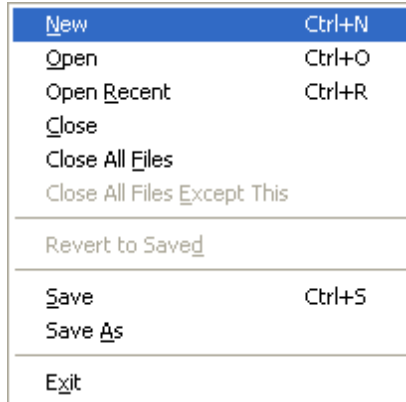 New Ctrl+N
Open Ctrl+O
Open Recent Ctrl+R
Close
Close All Files
Close All Files Except This
Revert to Saved
Save Ctrl+S
Save As
Exit